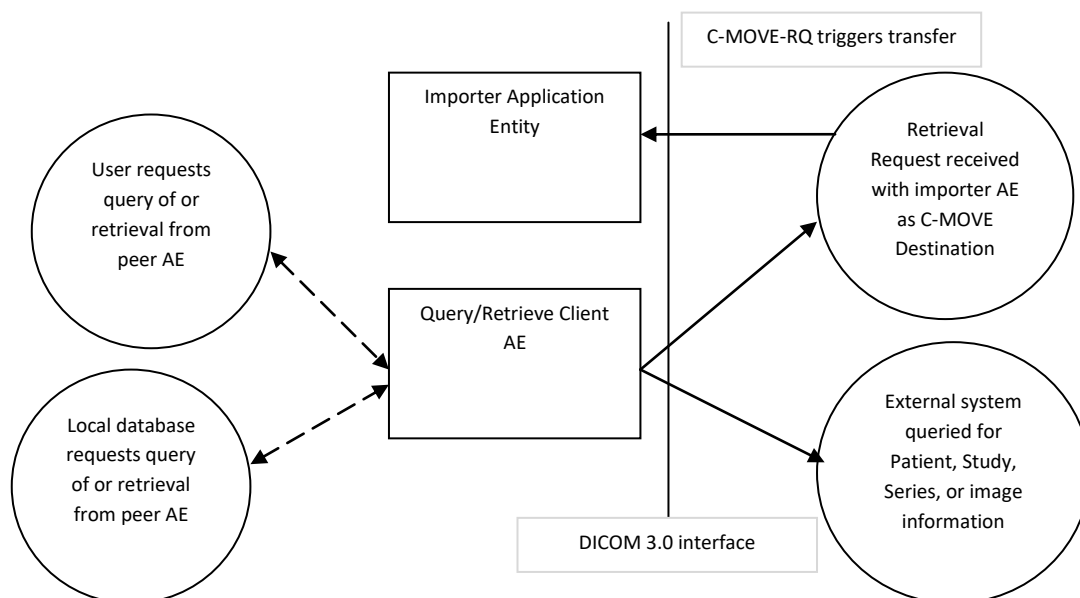 C-MOVE-RQ triggers transfer
Importer Application
Entity
Retrieval
Request received
with importer AE
as C-MOVE
Destination
User requests
query of or
retrieval from
peer AE
Query/Retrieve Client
AE
Local database
requests query
of or retrieval
from peer AE
External system
queried for
Patient, Study,
Series, or image
information
DICOM 3.0 interface